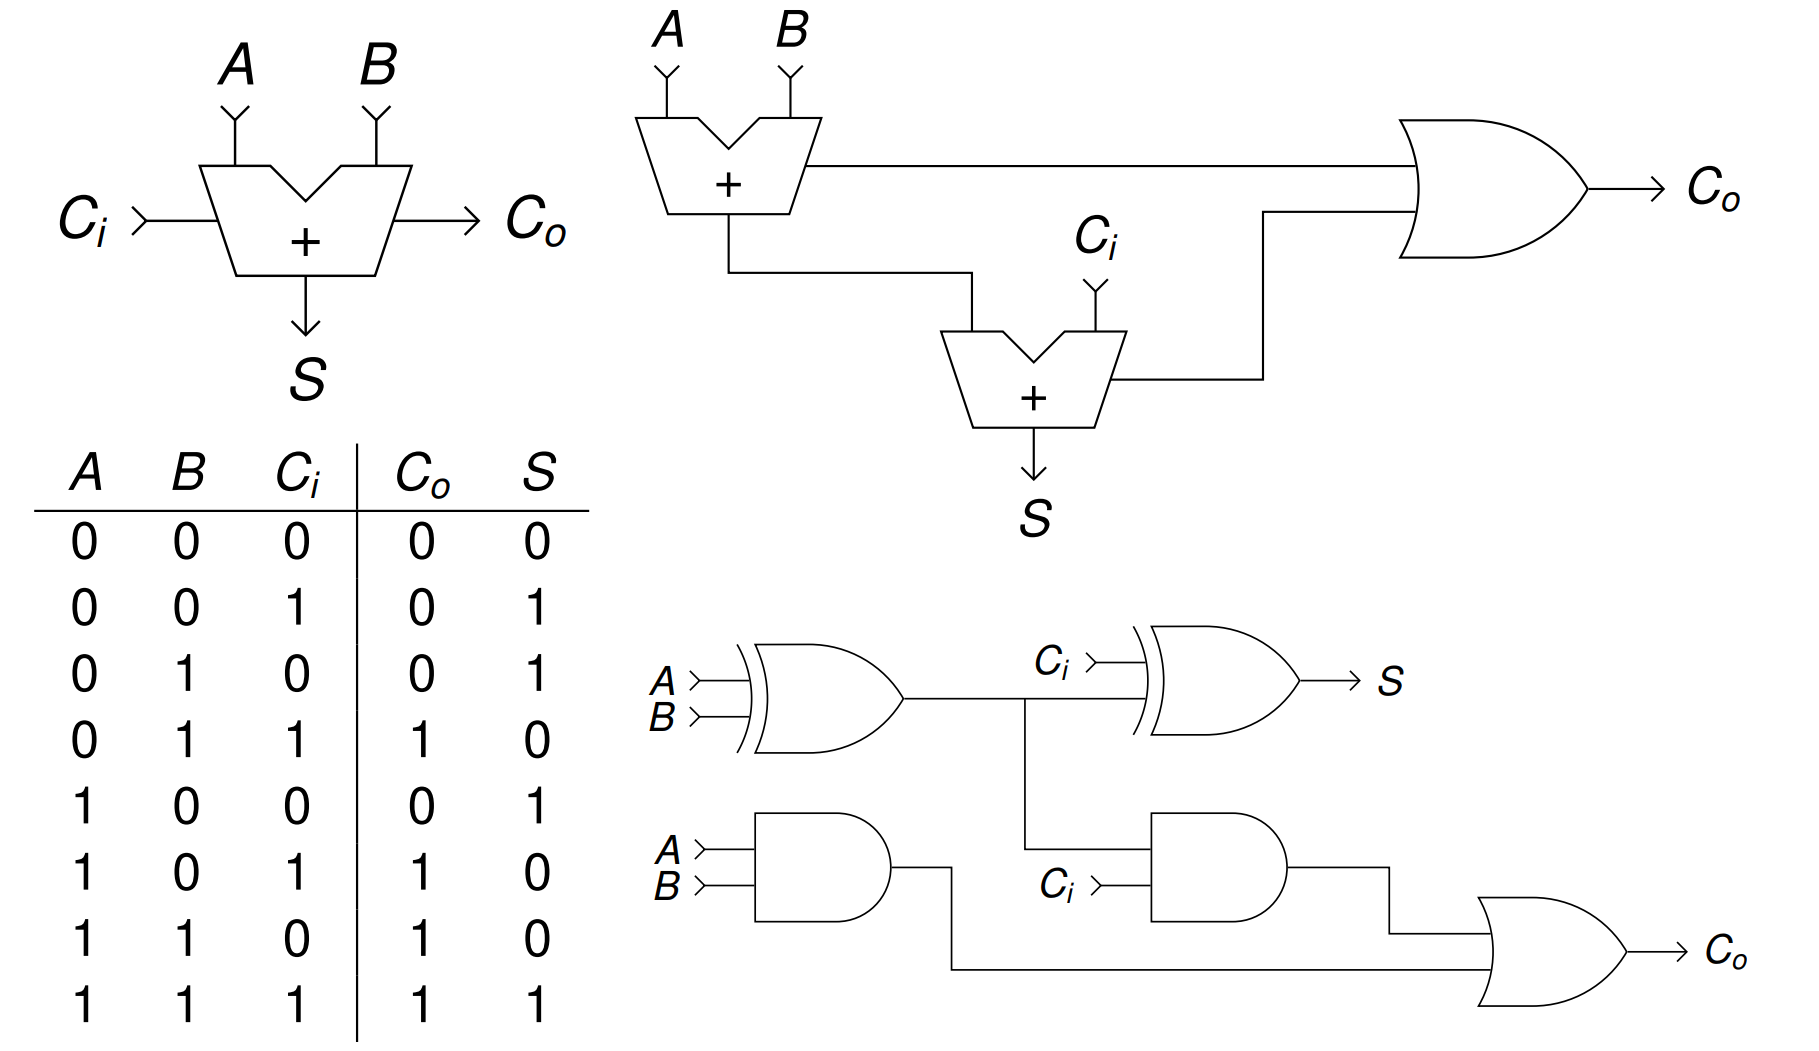 A B
C_i + C_o
S
A B C_i C_o S
0 0 0 0 0
0 0 1 0 1
0 1 0 0 1
0 1 1 1 0
1 0 0 0 1
1 0 1 1 0
1 1 0 1 0
1 1 1 1 1
A B
+
C_o
C_i
+
S
A
B
C_i
S
A
B
C_i
C_o